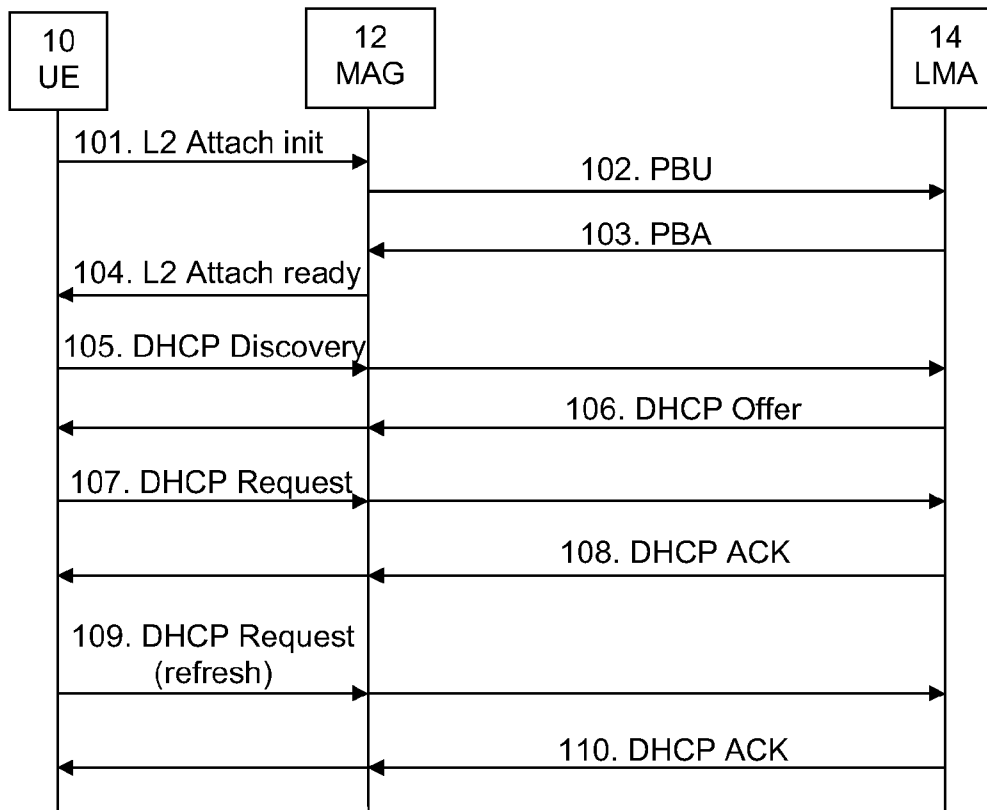 10
UE
12
MAG
14
LMA
101. L2 Attach init
102. PBU
103. PBA
104. L2 Attach ready
105. DHCP Discovery
106. DHCP Offer
107. DHCP Request
108. DHCP ACK
109. DHCP Request
(refresh)
110. DHCP ACK